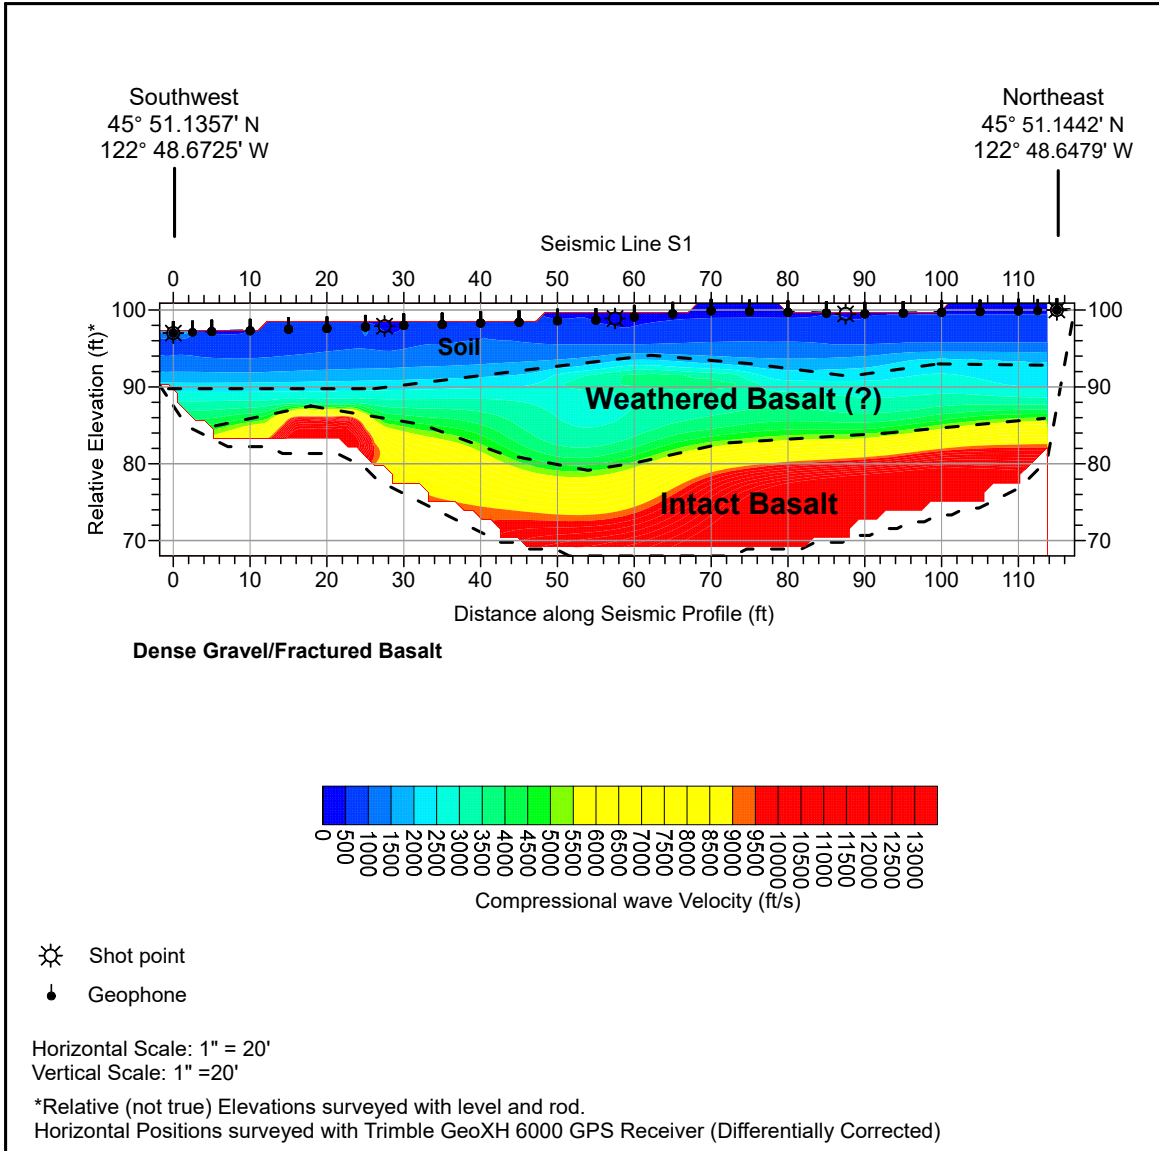 Southwest
45° 51.1357' N
122° 48.6725' W
Northeast
45° 51.1442' N
122° 48.6479' W
Seismic Line S1
0 10 20 30 40 50 60 70 80 90 100 110
100
90
80
70
Relative Elevation (ft)*
Soil
Weathered Basalt (?)
Intact Basalt
100
90
80
70
0 10 20 30 40 50 60 70 80 90 100 110
Distance along Seismic Profile (ft)
Dense Gravel/Fractured Basalt
0 500 1000 1500 2000 2500 3000 3500 4000 4500 5000 5500 6000 6500 7000 7500 8000 8500 9000 9500 10000 10500 11000 11500 12000 12500 13000
Compressional wave Velocity (ft/s)
Shot point
Geophone
Horizontal Scale: 1" = 20'
Vertical Scale: 1" =20'
*Relative (not true) Elevations surveyed with level and rod.
Horizontal Positions surveyed with Trimble GeoXH 6000 GPS Receiver (Differentially Corrected)